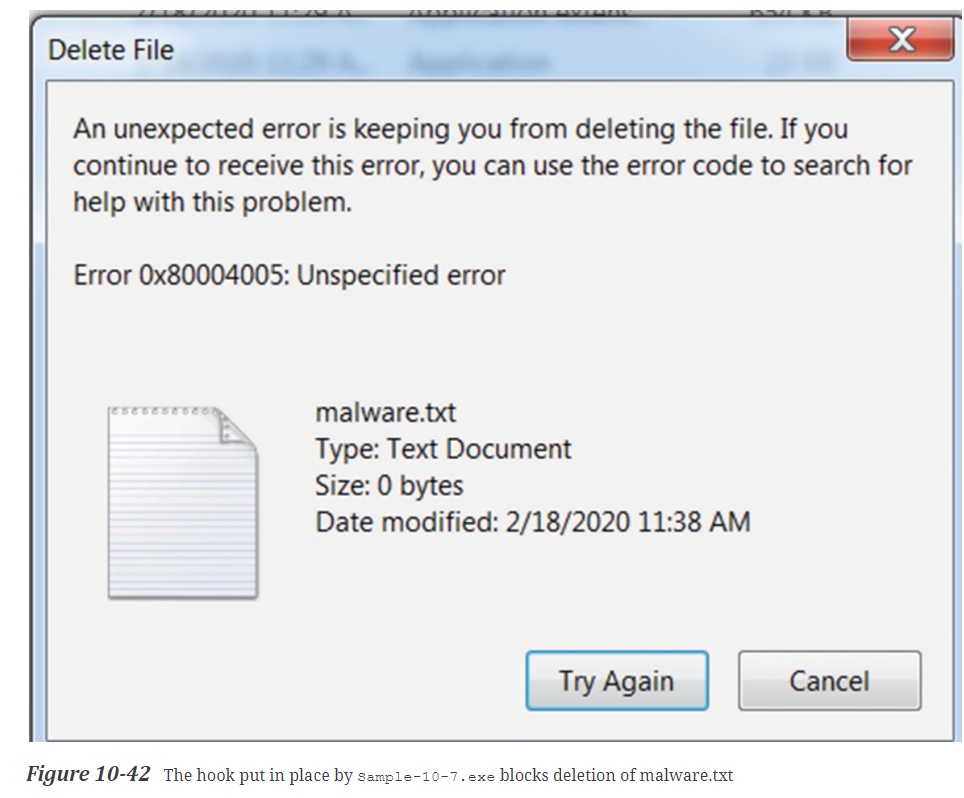 Delete File
An unexpected error is keeping you from deleting the file. If you
continue to receive this error, you can use the error code to search for
help with this problem.
Error 0x80004005: Unspecified error
malware.txt
Type: Text Document
Size: 0 bytes
Date modified: 2/18/2020 11:38 AM
Try Again
Cancel
Figure 10-42 The hook put in place by Sample-10-7.exe blocks deletion of malware.txt